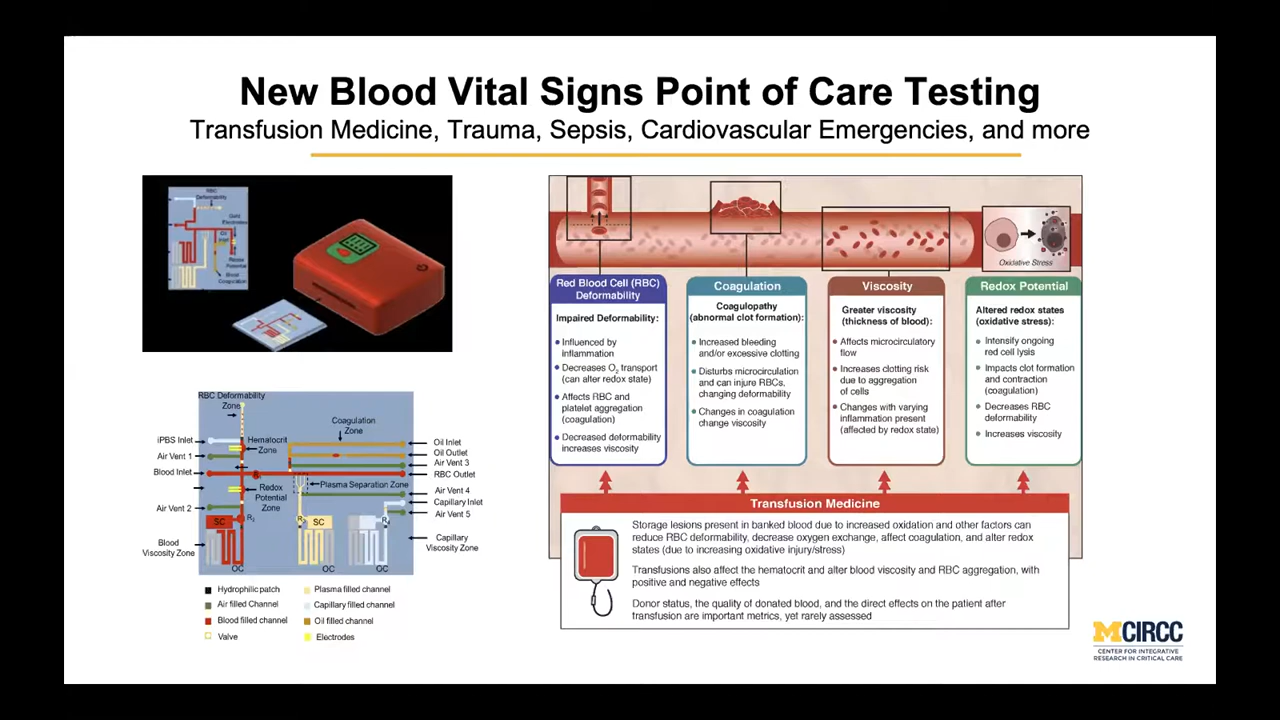 New Blood Vital Signs Point of Care Testing
Transfusion Medicine, Trauma, Sepsis, Cardiovascular Emergencies, and more
RBC
Deformability
Gold
Electrodes
Redox
Potential
Blood
Coagulation
RBC Deformability
Zone
iPBS Inlet
Air Vent 1
Blood Inlet
Air Vent 2
Blood
Viscosity Zone
Hematocrit
Zone
Redox
Potential
Zone
Coagulation
Zone
Plasma Separation Zone
SC
SC
OC
OC
Oil Inlet
Oil Outlet
Air Vent 3
RBC Outlet
Air Vent 4
Capillary Inlet
Air Vent 5
Capillary
Viscosity Zone
Hydrophilic patch
Air filled Channel
Blood filled channel
Valve
Plasma filled channel
Capillary filled channel
Oil filled channel
Electrodes
Oxidative Stress
Red Blood Cell (RBC)
Deformability
Impaired Deformability:
• Influenced by
inflammation
• Decreases O₂ transport
(can alter redox state)
• Affects RBC and
platelet aggregation
(coagulation)
• Decreased deformability
increases viscosity
Coagulation
Coagulopathy
(abnormal clot formation):
• Increased bleeding
and/or excessive clotting
• Disturbs microcirculation
and can injure RBCs,
changing deformability
• Changes in coagulation
change viscosity
Viscosity
Greater viscosity
(thickness of blood):
• Affects microcirculatory
flow
• Increases clotting risk
due to aggregation
of cells
• Changes with varying
inflammation present
(affected by redox state)
Redox Potential
Altered redox states
(oxidative stress):
• Intensify ongoing
red cell lysis
• Impacts clot formation
and contraction
(coagulation)
• Decreases RBC
deformability
• Increases viscosity
Transfusion Medicine
Storage lesions present in banked blood due to increased oxidation and other factors can
reduce RBC deformability, decrease oxygen exchange, affect coagulation, and alter redox
states (due to increasing oxidative injury/stress)
Transfusions also affect the hematocrit and alter blood viscosity and RBC aggregation, with
positive and negative effects
Donor status, the quality of donated blood, and the direct effects on the patient after
transfusion are important metrics, yet rarely assessed
MCIRCC
CENTER FOR INTEGRATIVE
RESEARCH IN CRITICAL CARE